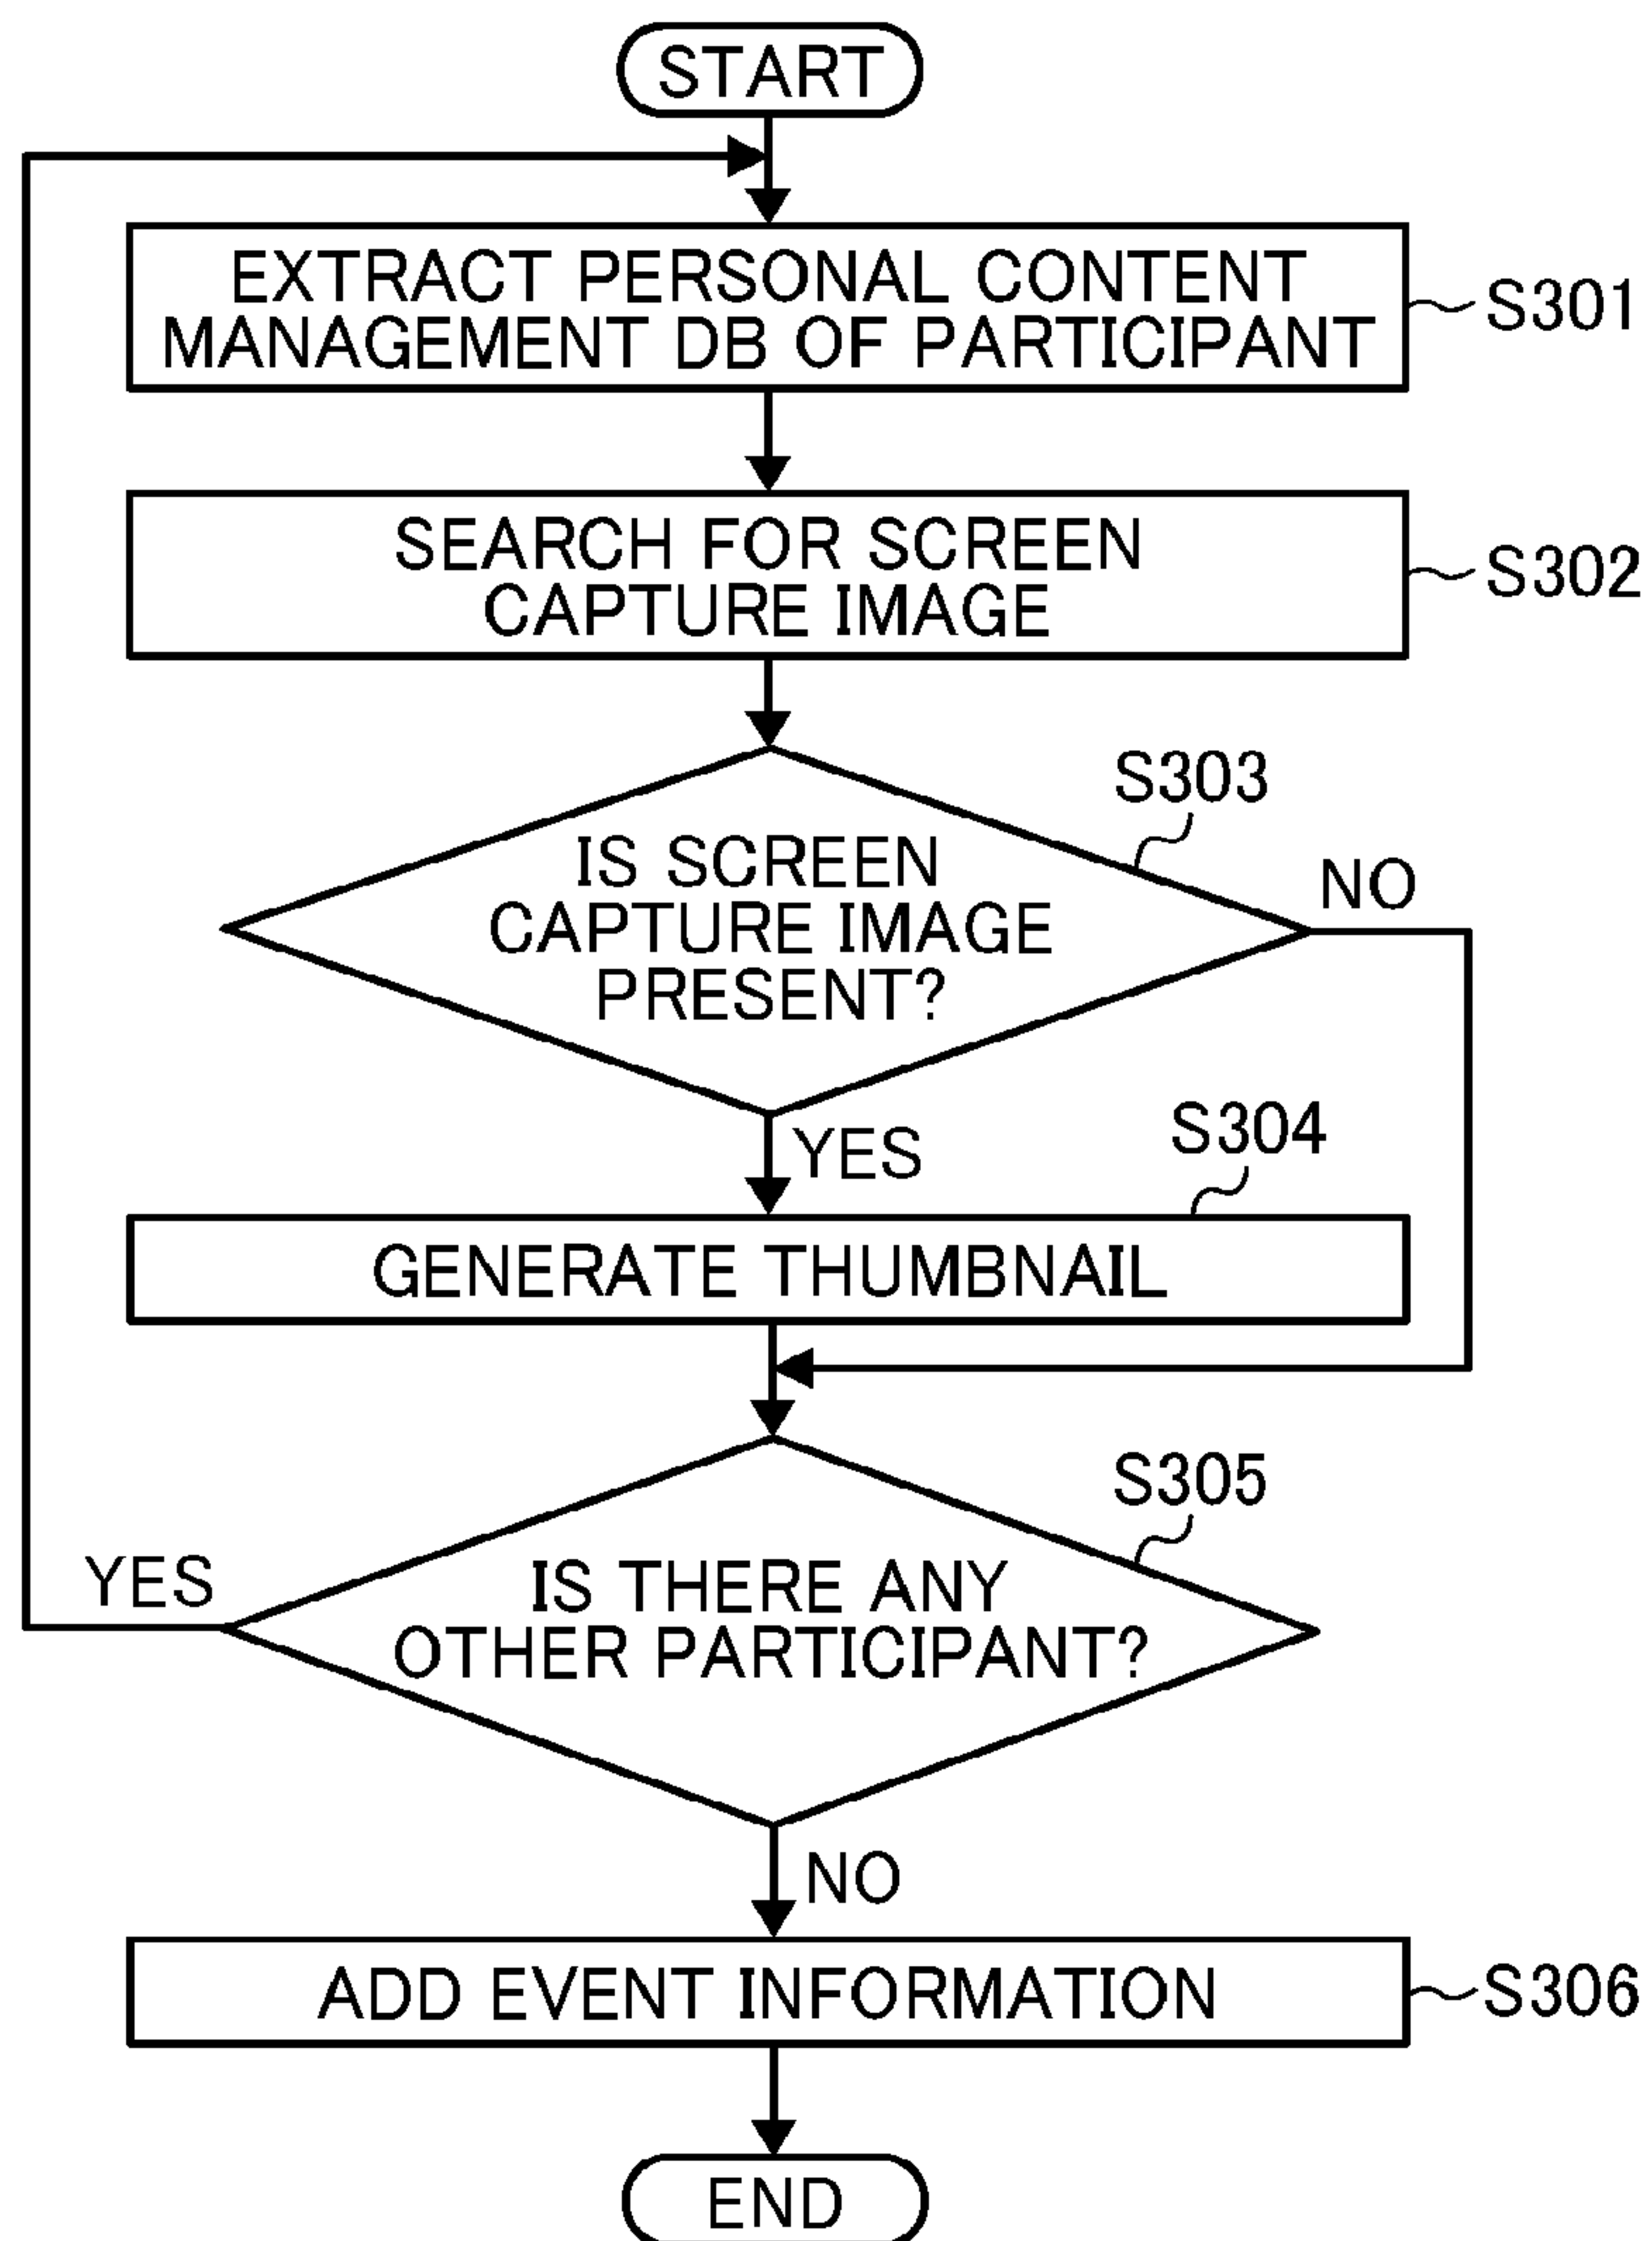 START
EXTRACT PERSONAL CONTENT
MANAGEMENT DB OF PARTICIPANT
S301
SEARCH FOR SCREEN
CAPTURE IMAGE
S302
S303
IS SCREEN
CAPTURE IMAGE
PRESENT?
NO
YES
S304
GENERATE THUMBNAIL
S305
IS THERE ANY
OTHER PARTICIPANT?
YES
NO
ADD EVENT INFORMATION
S306
END